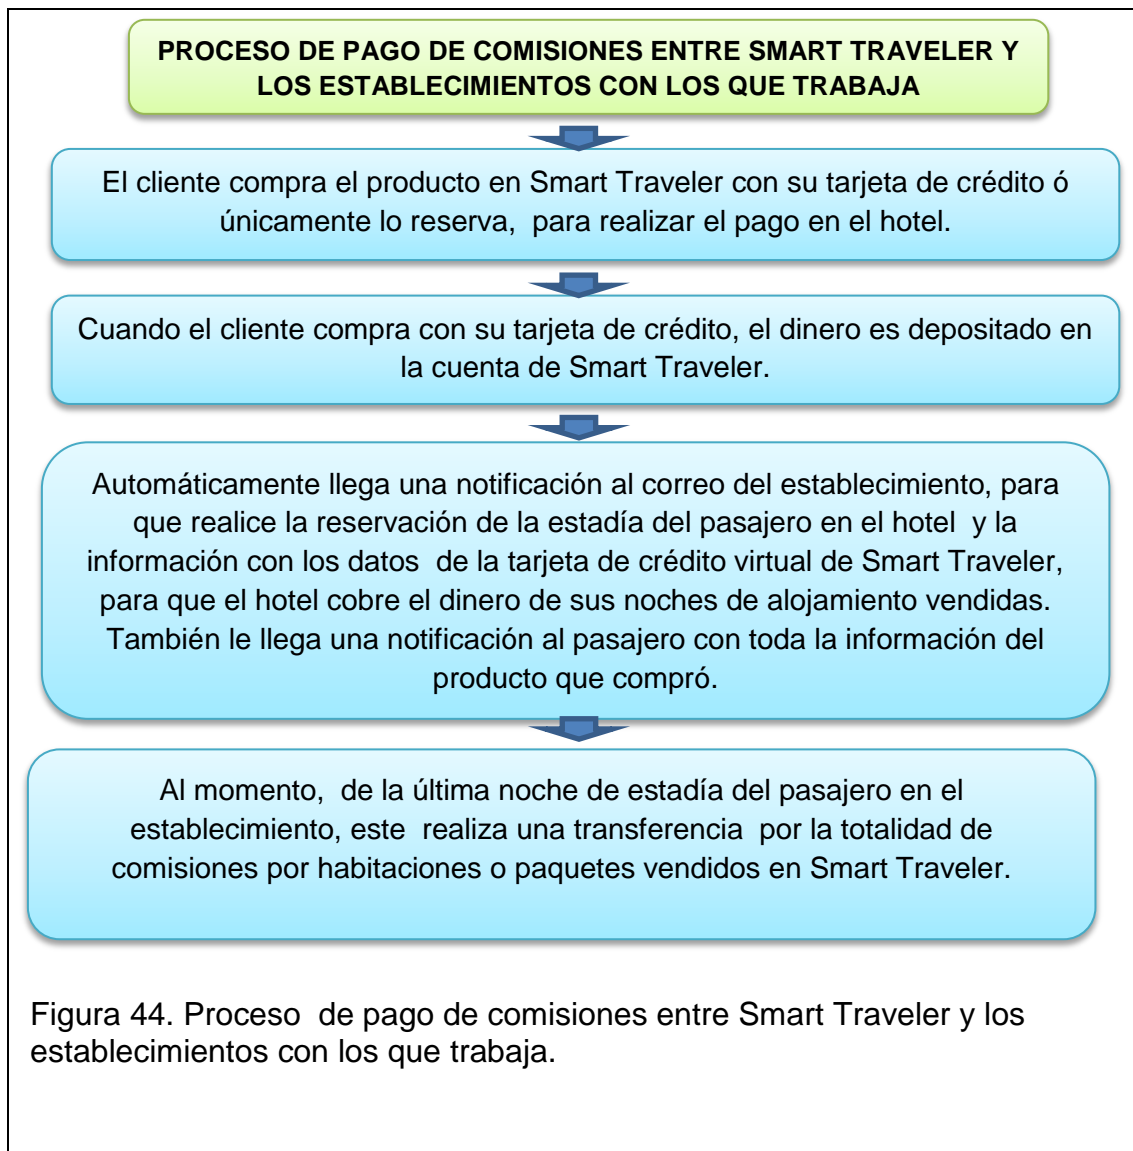 PROCESO DE PAGO DE COMISIONES ENTRE SMART TRAVELER Y
LOS ESTABLECIMIENTOS CON LOS QUE TRABAJA
El cliente compra el producto en Smart Traveler con su tarjeta de crédito ó
únicamente lo reserva,  para realizar el pago en el hotel.
Cuando el cliente compra con su tarjeta de crédito, el dinero es depositado en
la cuenta de Smart Traveler.
Automáticamente llega una notificación al correo del establecimiento, para
que realice la reservación de la estadía del pasajero en el hotel  y la
información con los datos  de la tarjeta de crédito virtual de Smart Traveler,
para que el hotel cobre el dinero de sus noches de alojamiento vendidas.
También le llega una notificación al pasajero con toda la información del
producto que compró.
Al momento,  de la última noche de estadía del pasajero en el
establecimiento, este  realiza una transferencia  por la totalidad de
comisiones por habitaciones o paquetes vendidos en Smart Traveler.
Figura 44. Proceso  de pago de comisiones entre Smart Traveler y los
establecimientos con los que trabaja.